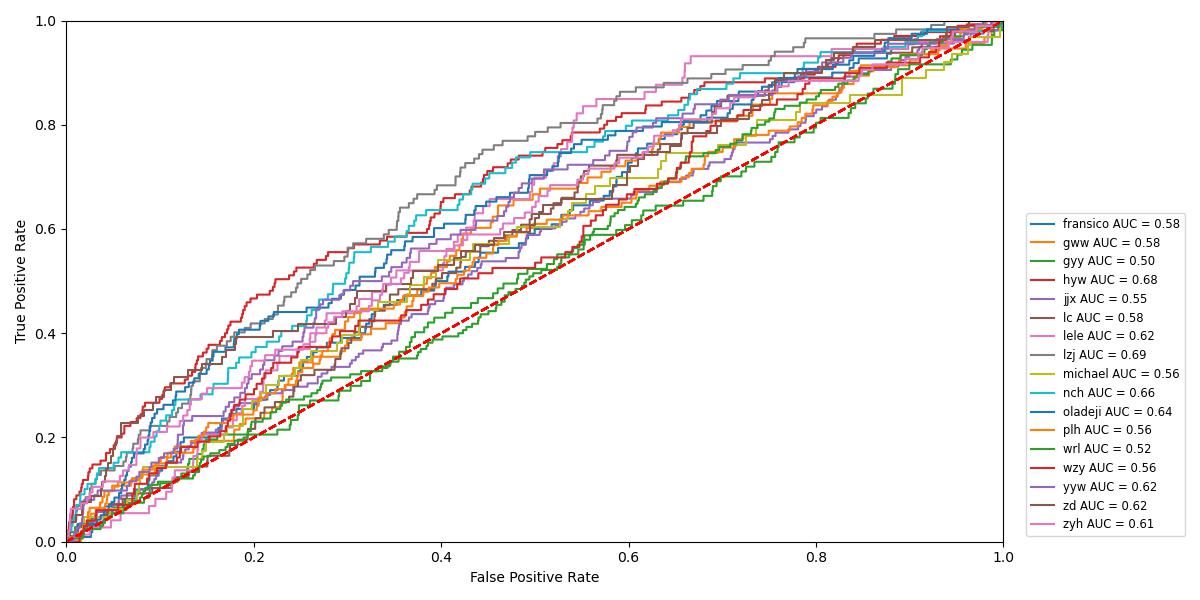 1.0
0.8
0.6
0.4
0.2
0.0
True Positive Rate
0.0 0.2 0.4 0.6 0.8 1.0
False Positive Rate
fransico AUC = 0.58
gww AUC = 0.58
gyy AUC = 0.50
hyw AUC = 0.68
jjx AUC = 0.55
lc AUC = 0.58
lele AUC = 0.62
lzj AUC = 0.69
michael AUC = 0.56
nch AUC = 0.66
oladeji AUC = 0.64
plh AUC = 0.56
wrl AUC = 0.52
wzy AUC = 0.56
yyw AUC = 0.62
zd AUC = 0.62
zyh AUC = 0.61